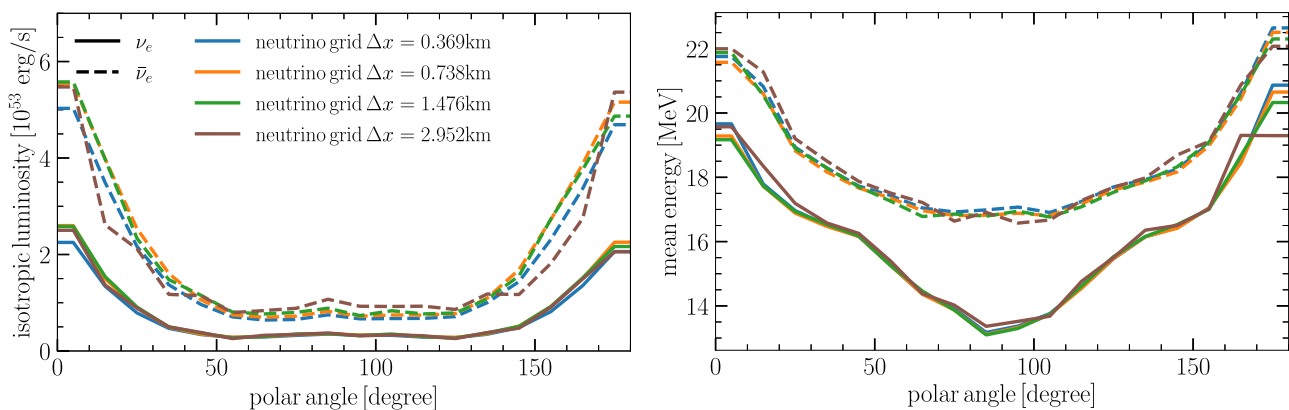 isotropic luminosity [10^53 erg/s]
6
4
2
0
ν_e
ν̄_e
neutrino grid Δx = 0.369km
neutrino grid Δx = 0.738km
neutrino grid Δx = 1.476km
neutrino grid Δx = 2.952km
0 50 100 150
polar angle [degree]
mean energy [MeV]
22
20
18
16
14
0 50 100 150
polar angle [degree]